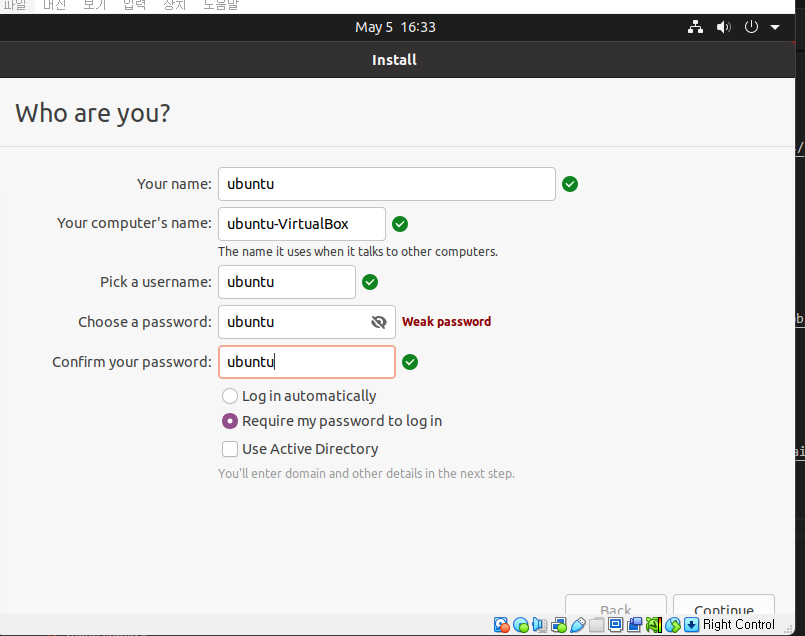 파일 머신 보기 입력 장치 도움말
May 5 16:33
Install
Who are you?
Your name: ubuntu
Your computer's name: ubuntu-VirtualBox
The name it uses when it talks to other computers.
Pick a username: ubuntu
Choose a password: ubuntu Weak password
Confirm your password: ubuntu
Log in automatically
Require my password to log in
Use Active Directory
You'll enter domain and other details in the next step.
Back Continue
Right Control